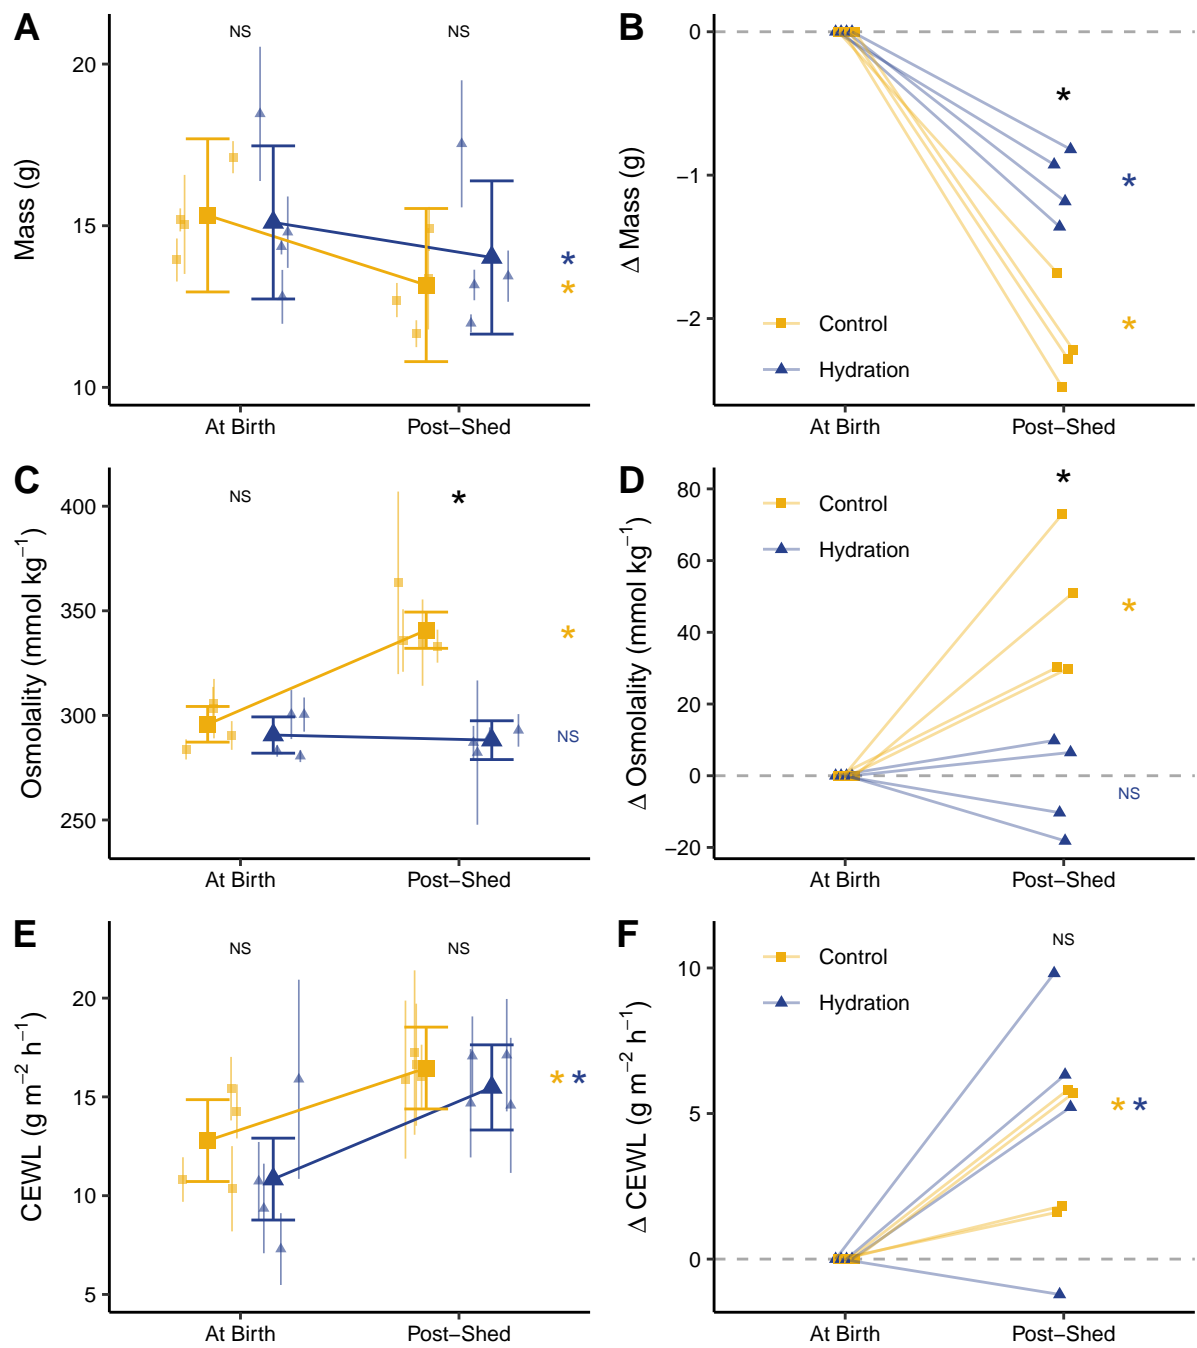 A
NS
NS
20
15
10
Mass (g)
*
*
At Birth
Post−Shed
B
0
−1
−2
Δ Mass (g)
*
*
*
Control
Hydration
At Birth
Post−Shed
C
NS
*
400
350
300
250
Osmolality (mmol kg−1)
*
NS
At Birth
Post−Shed
D
*
80
60
40
20
0
−20
Δ Osmolality (mmol kg−1)
Control
Hydration
*
NS
At Birth
Post−Shed
E
NS
NS
20
15
10
5
CEWL (g m−2 h−1)
* *
At Birth
Post−Shed
F
NS
10
5
0
Δ CEWL (g m−2 h−1)
Control
Hydration
* *
At Birth
Post−Shed